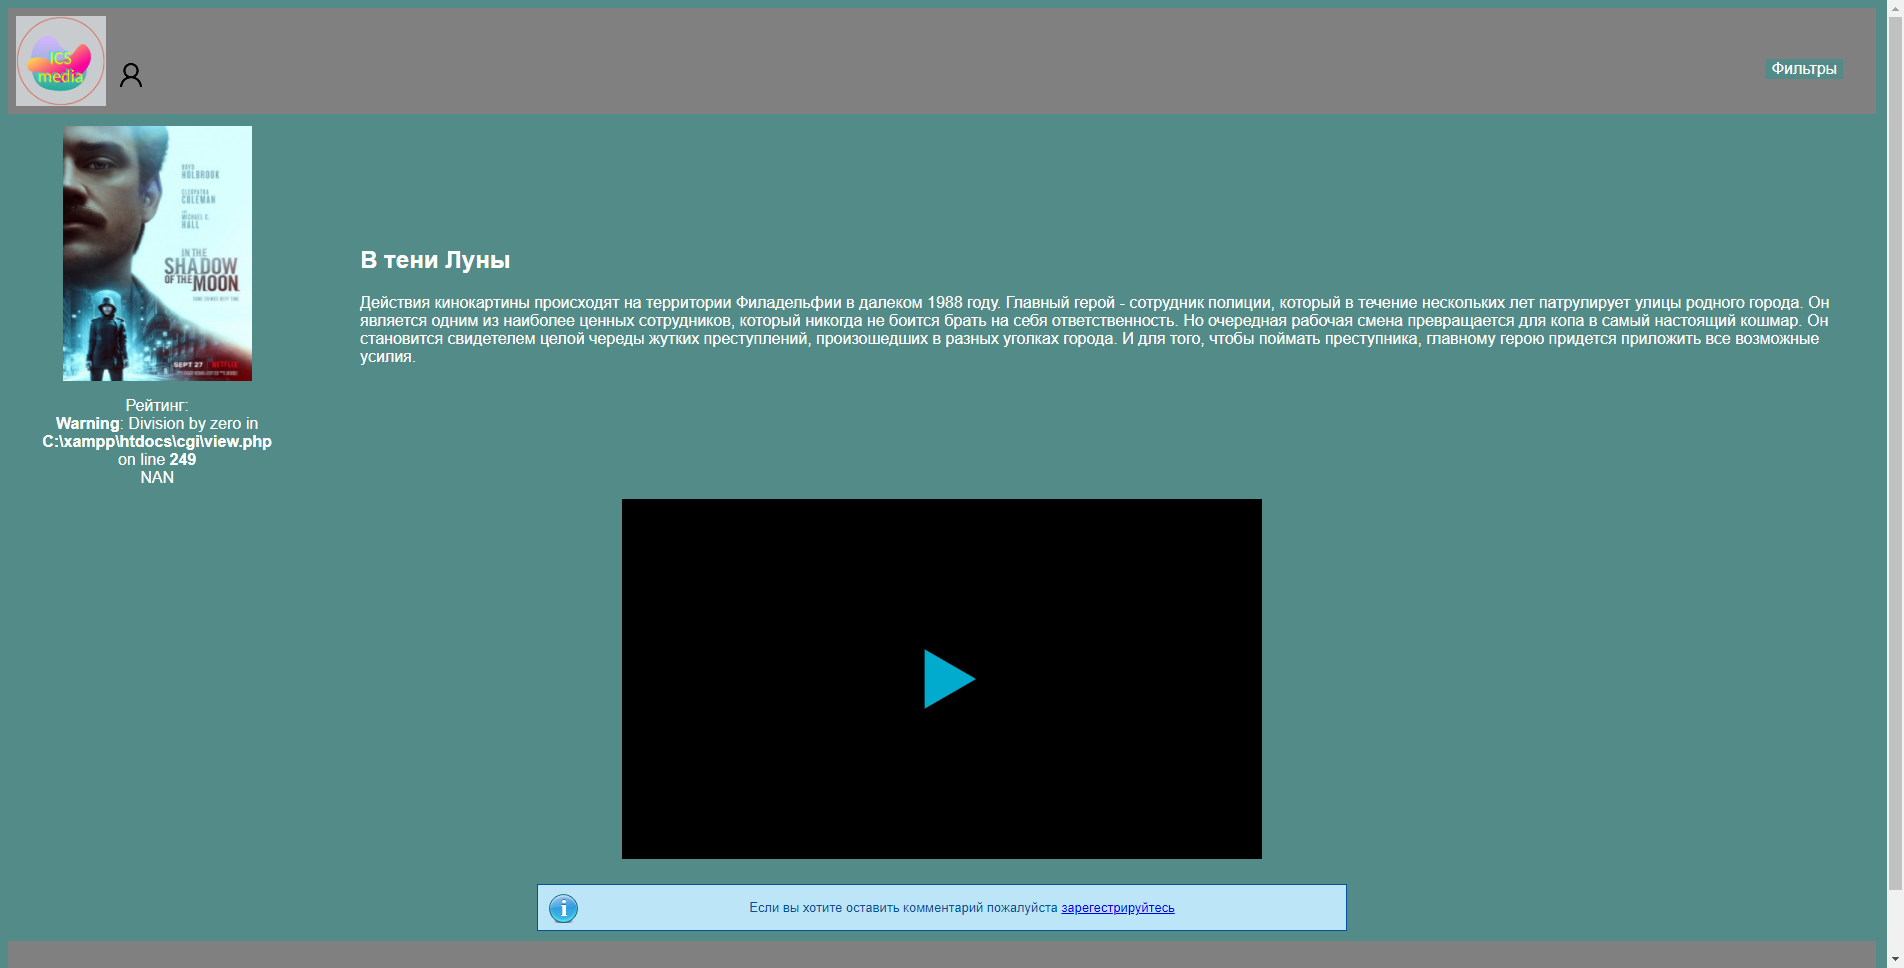 ICS
media
Фильтры
BOYD
HOLBROOK
CLEOPATRA
COLEMAN
MICHAEL C.
HALL
IN THE
SHADOW
OF THE MOON
SEPT 27 NETFLIX
В тени Луны
Действия кинокартины происходят на территории Филадельфии в далеком 1988 году. Главный герой - сотрудник полиции, который в течение нескольких лет патрулирует улицы родного города. Он
является одним из наиболее ценных сотрудников, который никогда не боится брать на себя ответственность. Но очередная рабочая смена превращается для копа в самый настоящий кошмар. Он
становится свидетелем целой череды жутких преступлений, произошедших в разных уголках города. И для того, чтобы поймать преступника, главному герою придется приложить все возможные
усилия.
Рейтинг:
Warning: Division by zero in
C:\xampp\htdocs\cgi\view.php
on line 249
NAN
Если вы хотите оставить комментарий пожалуйста зарегестрируйтесь